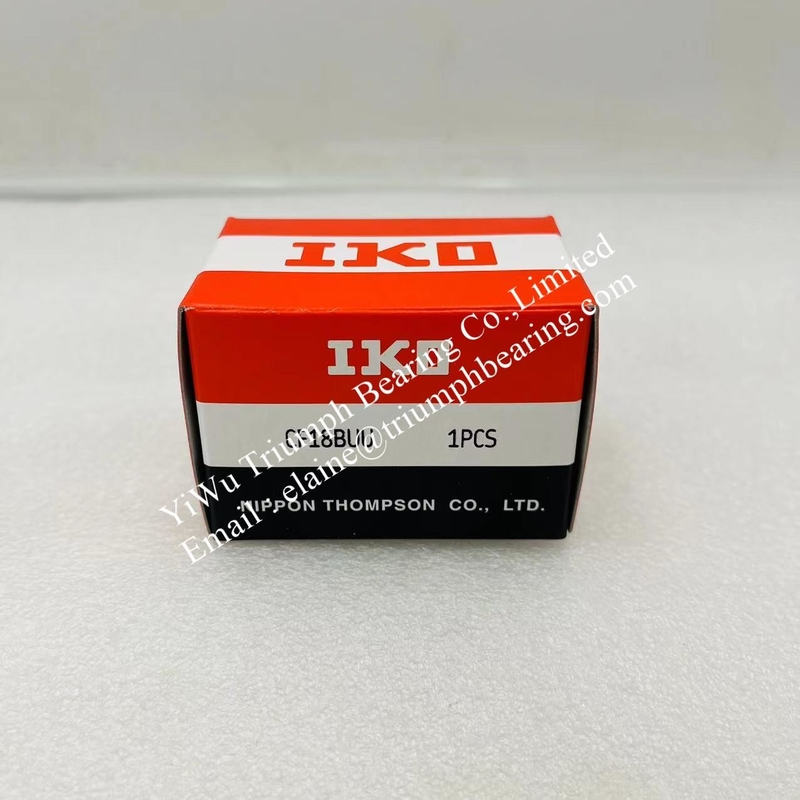 IKO
IKO
CF18BUU 1PCS
NIPPON THOMPSON CO., LTD.
YiWu Triumph Bearing Co.,Limited
Email : elaine@triumphbearing.com